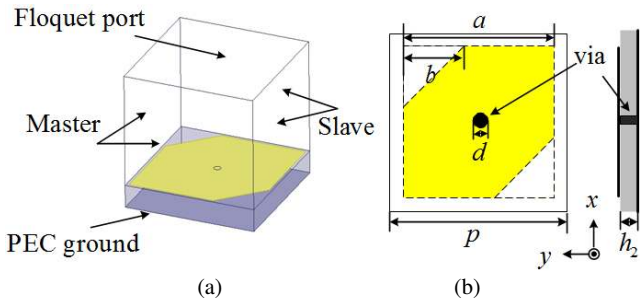 Floquet port
Master
Slave
PEC ground
(a)
a
b
via
d
p
x
y
h2
(b)